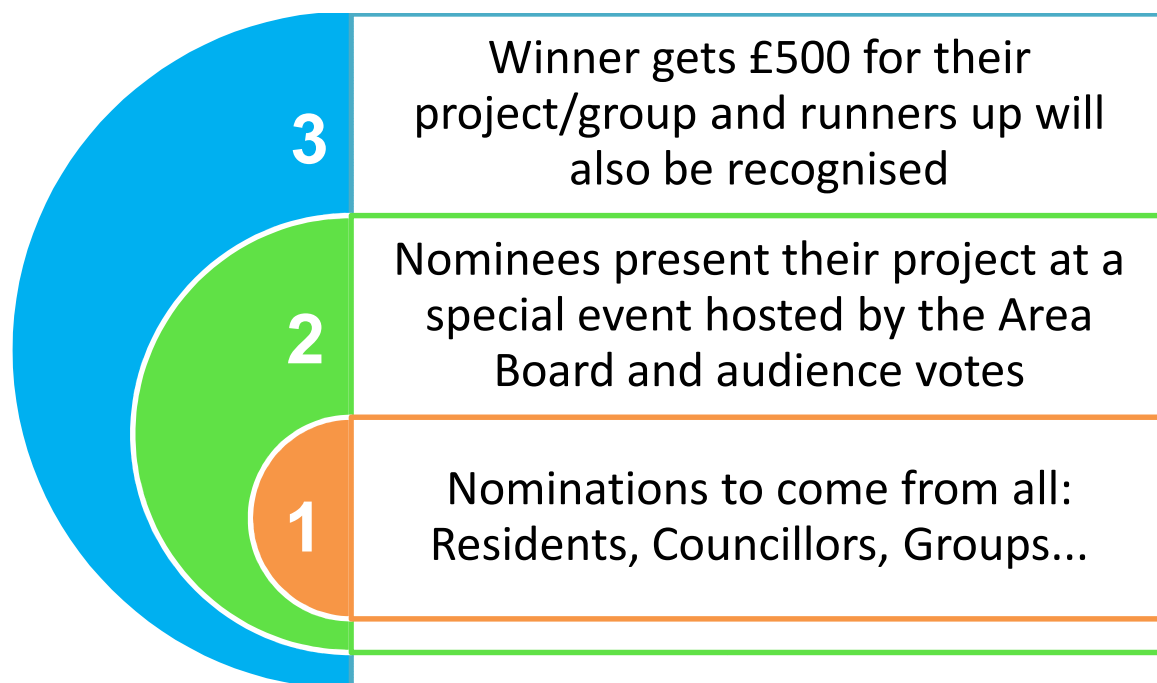 3
Winner gets £500 for their
project/group and runners up will
also be recognised
2
Nominees present their project at a
special event hosted by the Area
Board and audience votes
1
Nominations to come from all:
Residents, Councillors, Groups...